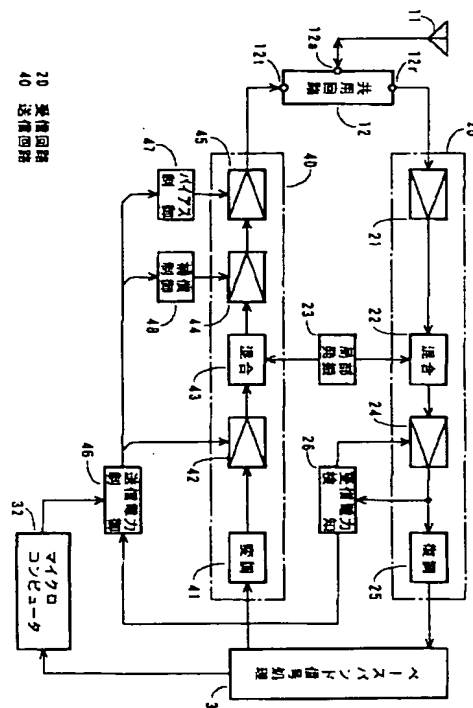 11
12a
12r
12t
共用回路
12
20
21
22
混合
23
局部
発振
24
25
復調
26
受信電力
検知
40
41
変調
42
43
混合
44
45
46
送信電力
制御
47
バイアス
制御
48
補償
制御
32
マイクロ
コンピュータ
ベースバンド信号処理
20 受信回路
40 送信回路